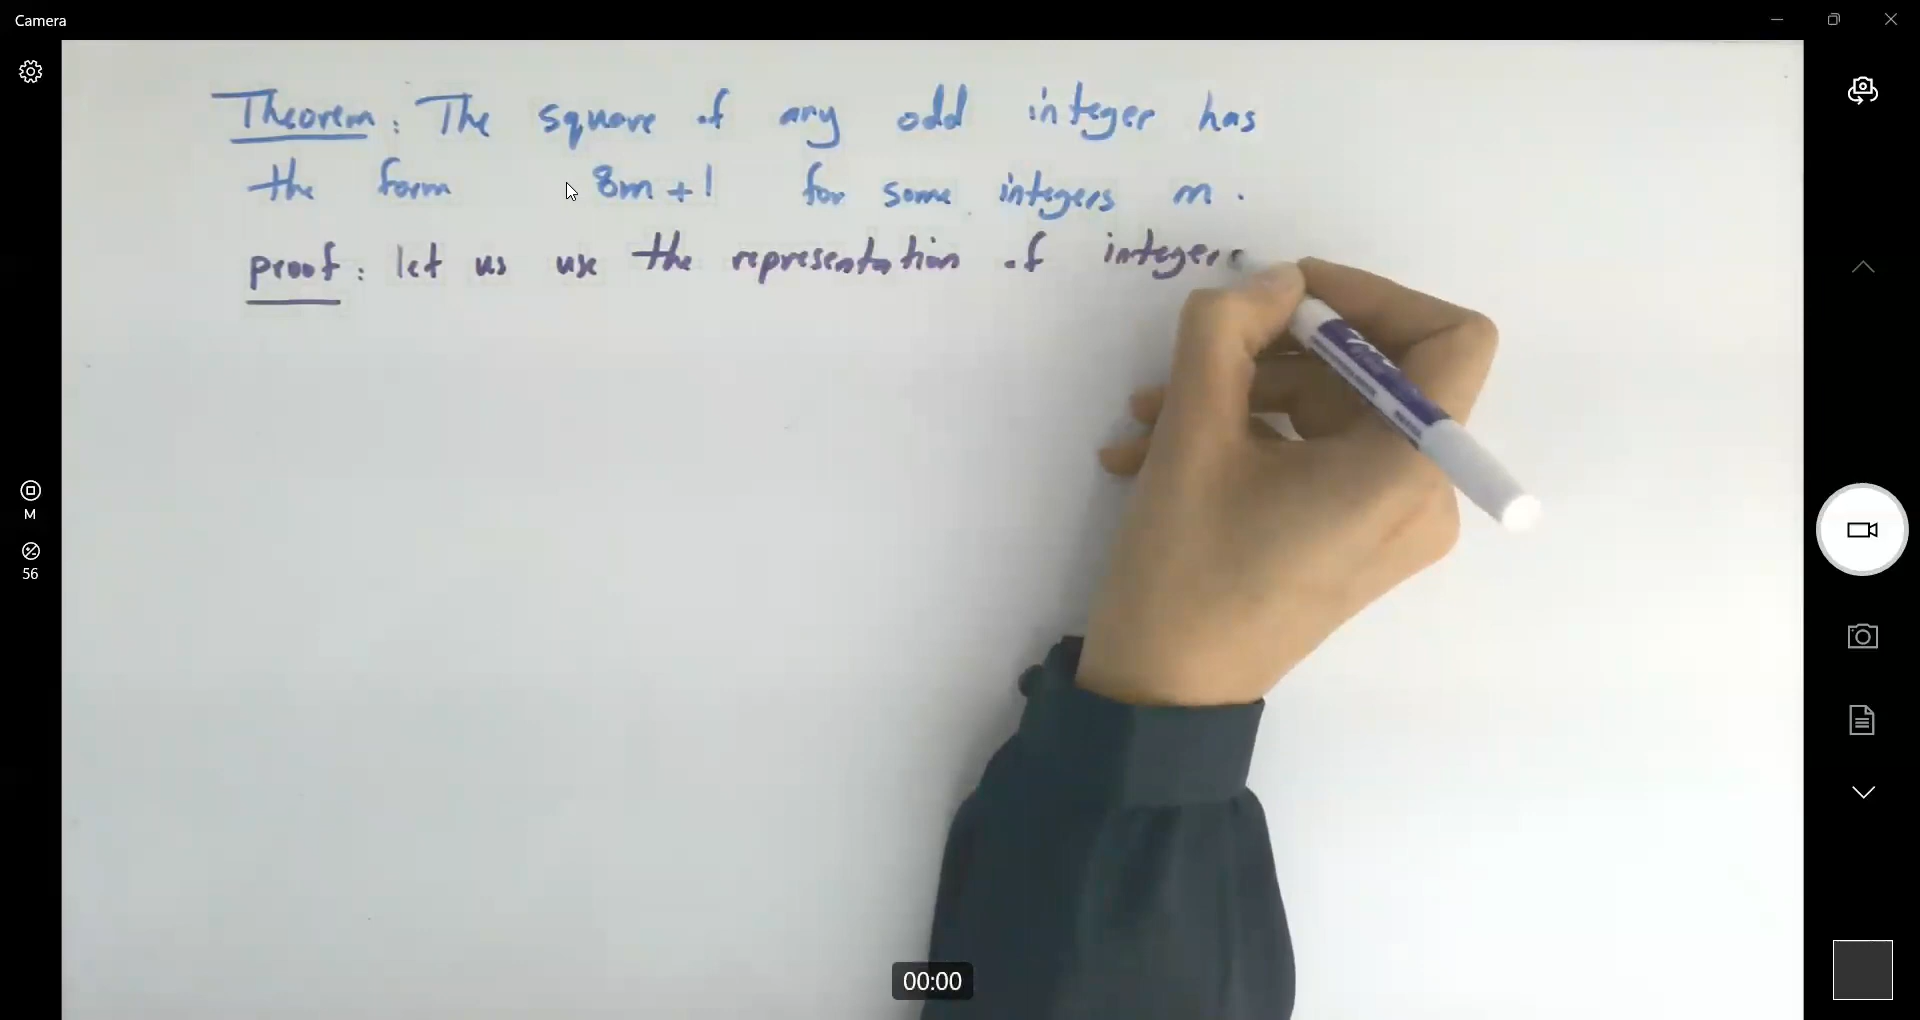 Camera
Theorem: The square of any odd integer has
the form 8m+1 for some integers m.
proof: let us use the representation of integers
M
56
00:00